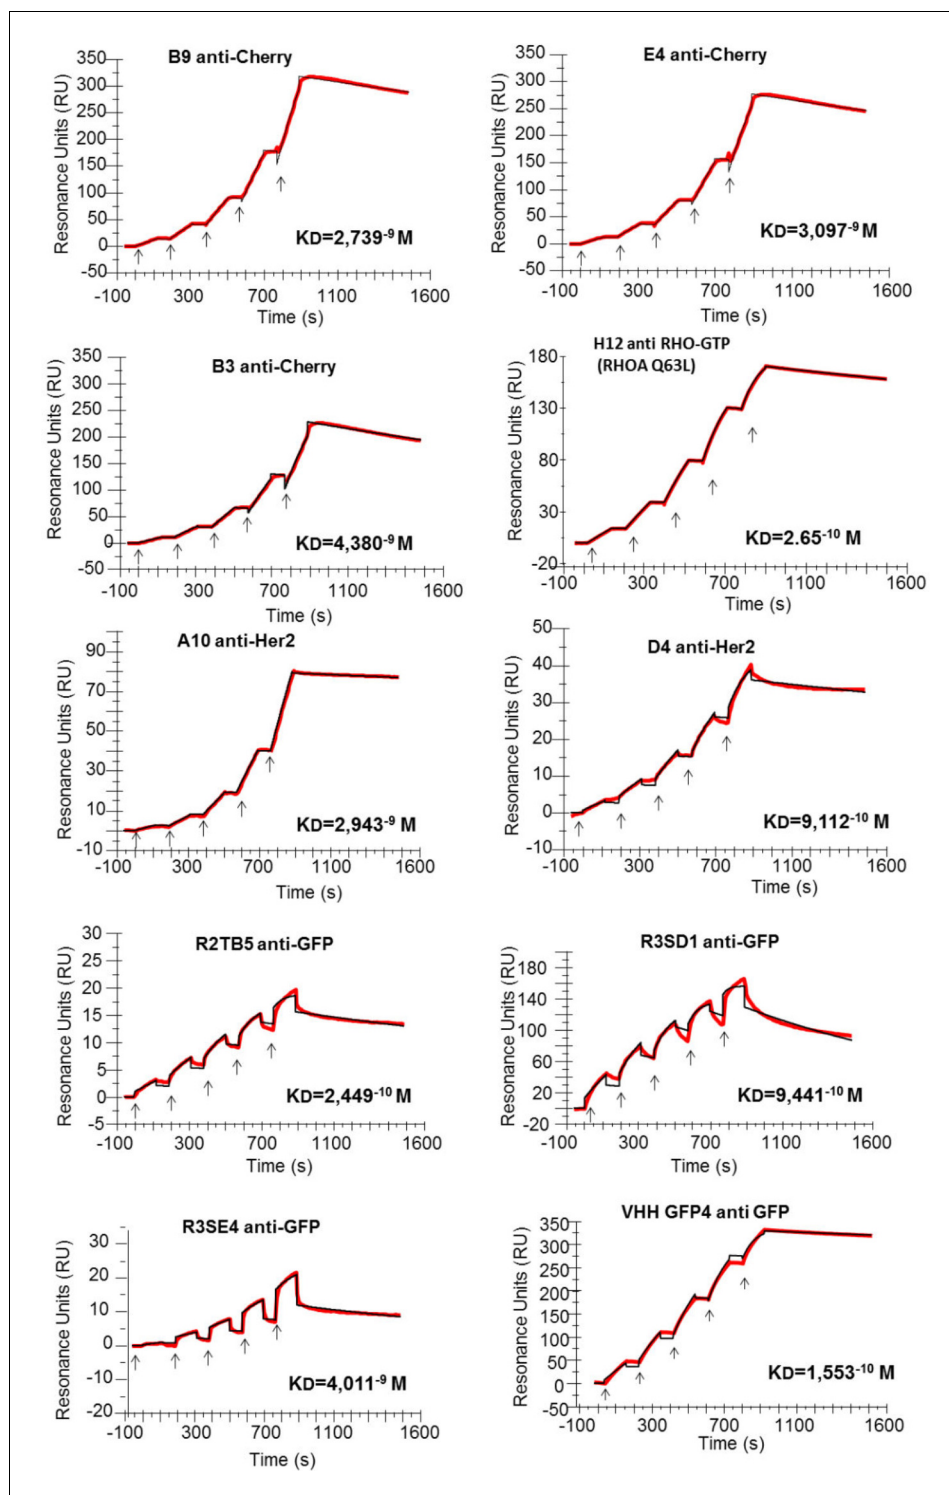 B9 anti-Cherry
Resonance Units (RU)
350
300
250
200
150
100
50
0
-50
KD=2,739-9 M
-100 300 700 1100 1600
Time (s)
E4 anti-Cherry
Resonance Units (RU)
350
300
250
200
150
100
50
0
-50
KD=3,097-9 M
-100 300 700 1100 1600
Time (s)
B3 anti-Cherry
Resonance Units (RU)
350
300
250
200
150
100
50
0
-50
KD=4,380-9 M
-100 300 700 1100 1600
Time (s)
H12 anti RHO-GTP
(RHOA Q63L)
Resonance Units (RU)
180
130
80
30
-20
KD=2.65-10 M
-100 300 700 1100 1600
Time (s)
A10 anti-Her2
Resonance Units (RU)
90
70
50
30
10
-10
KD=2,943-9 M
-100 300 700 1100 1600
Time (s)
D4 anti-Her2
Resonance Units (RU)
50
40
30
20
10
0
-10
KD=9,112-10 M
-100 300 700 1100 1600
Time (s)
R2TB5 anti-GFP
Resonance Units (RU)
30
25
20
15
10
5
0
-5
KD=2,449-10 M
-100 300 700 1100 1600
Time (s)
R3SD1 anti-GFP
Resonance Units (RU)
180
140
100
60
20
-20
KD=9,441-10 M
-100 300 700 1100 1600
Time (s)
R3SE4 anti-GFP
Resonance Units (RU)
30
20
10
0
-10
-20
KD=4,011-9 M
-100 300 700 1100 1600
Time (s)
VHH GFP4 anti GFP
Resonance Units (RU)
350
300
250
200
150
100
50
0
-50
KD=1,553-10 M
-100 300 700 1100 1600
Time (s)